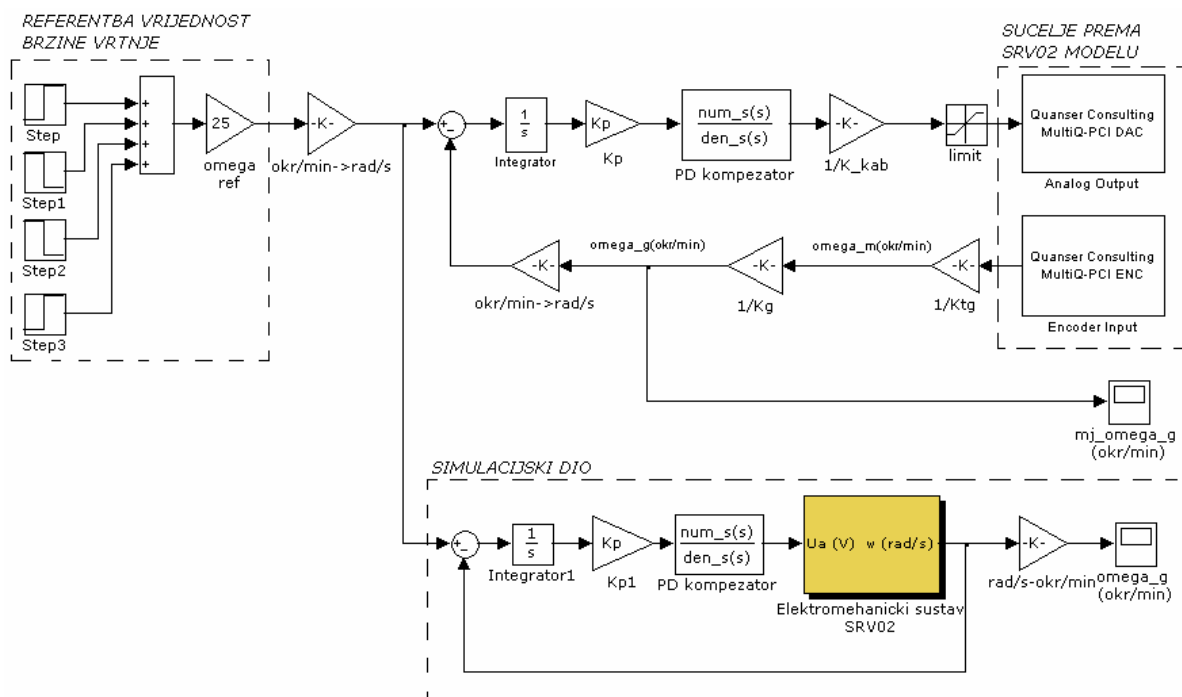 REFERENTBA VRIJEDNOST
BRZINE VRTNJE
Step
+
+
+
+
Step1
Step2
Step3
25
omega
ref
-K-
okr/min->rad/s
+
-
1
s
Integrator
Kp
Kp
num_s(s)
den_s(s)
PD kompezator
-K-
1/K_kab
limit
SUCELJE PREMA
SRV02 MODELU
Quanser Consulting
MultiQ-PCI DAC
Analog Output
-K-
okr/min->rad/s
omega_g(okr/min)
-K-
1/Kg
omega_m(okr/min)
-K-
1/Ktg
Quanser Consulting
MultiQ-PCI ENC
Encoder Input
mj_omega_g
(okr/min)
SIMULACIJSKI DIO
+
-
1
s
Integrator1
Kp
Kp1
num_s(s)
den_s(s)
PD kompezator
Ua (V) w (rad/s)
Elektromehanicki sustav
SRV02
-K-
rad/s-okr/min
omega_g
(okr/min)